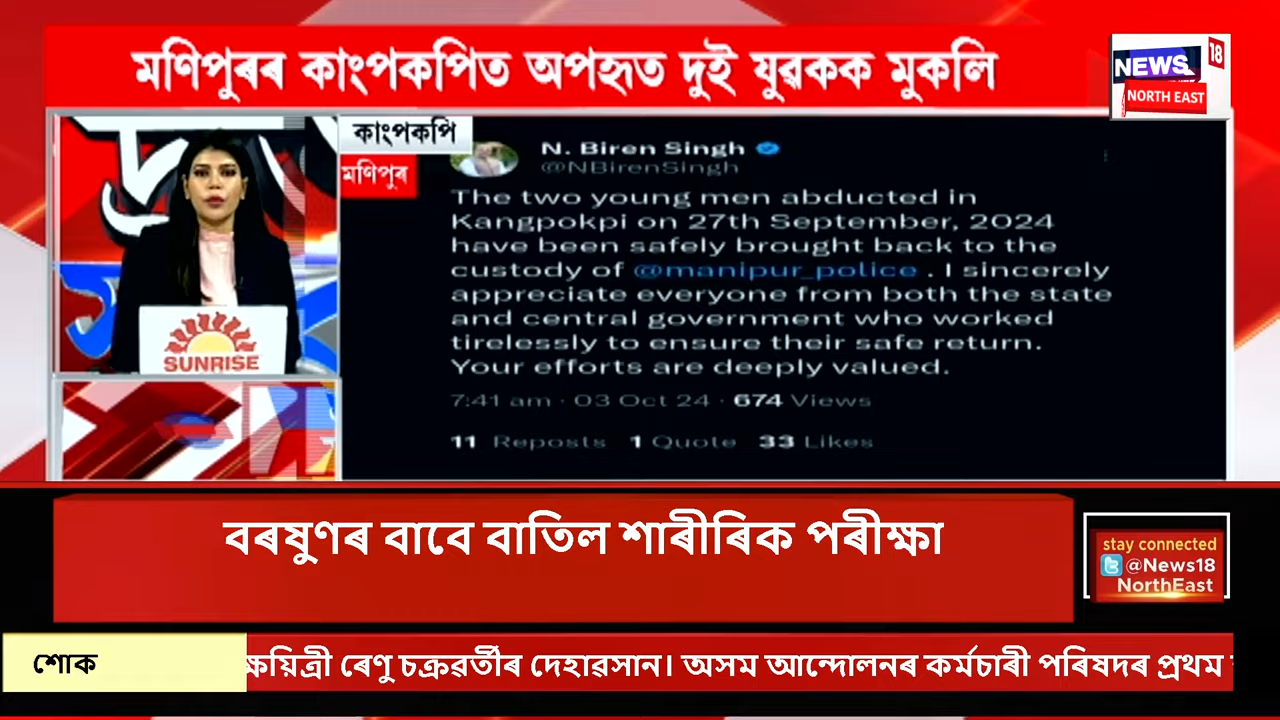 মণিপুৰৰ কাংপকপিত অপহৃত দুই যুৱকক মুকলি
NEWS 18
NORTH EAST
কাংপকপি
মণিপুৰ
N. Biren Singh
@NBirenSingh
The two young men abducted in
Kangpokpi on 27th September, 2024
have been safely brought back to the
custody of @manipur_police . I sincerely
appreciate everyone from both the state
and central government who worked
tirelessly to ensure their safe return.
Your efforts are deeply valued.
7:41 am · 03 Oct 24 · 674 Views
11 Reposts 1 Quote 33 Likes
SUNRISE
বৰষুণৰ বাবে বাতিল শাৰীৰিক পৰীক্ষা
stay connected
@News18
NorthEast
শোক
ৰেণু চক্ৰৱৰ্তীৰ দেহাৱসান। অসম আন্দোলনৰ কৰ্মচাৰী পৰিষদৰ প্ৰথম